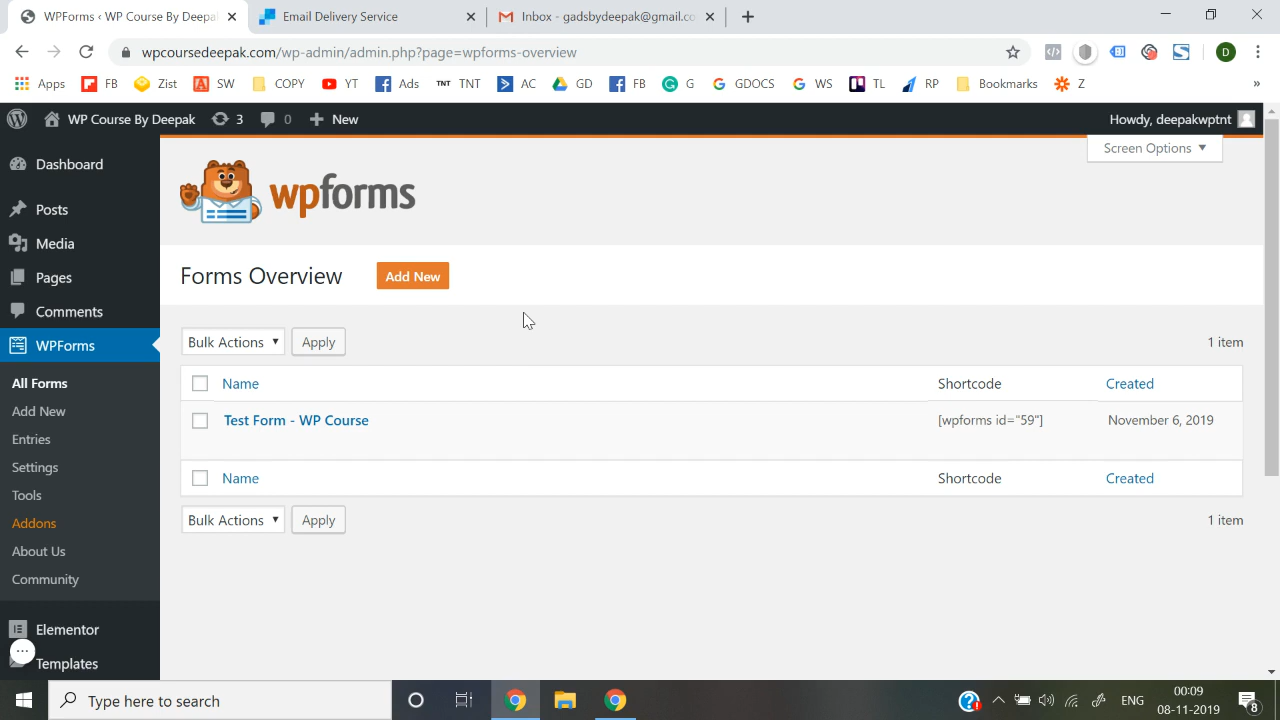 WPForms ‹ WP Course By Deepa
Email Delivery Service
Inbox - gadsbydeepak@gmail.co
wpcoursedeepak.com/wp-admin/admin.php?page=wpforms-overview
D
Apps FB Zist SW COPY YT Ads TNT TNT AC GD FB G GDOCS WS TL RP Bookmarks Z »
WP Course By Deepak 3 0 New
Howdy, deepakwptnt
Screen Options
Dashboard
Posts
Media
Pages
Comments
WPForms
All Forms
Add New
Entries
Settings
Tools
Addons
About Us
Community
Elementor
Templates
wpforms
Forms Overview
Add New
Bulk Actions
Apply
1 item
Name Shortcode Created
Test Form - WP Course [wpforms id="59"] November 6, 2019
Name Shortcode Created
Bulk Actions
Apply
1 item
Type here to search
ENG
00:09
08-11-2019
8